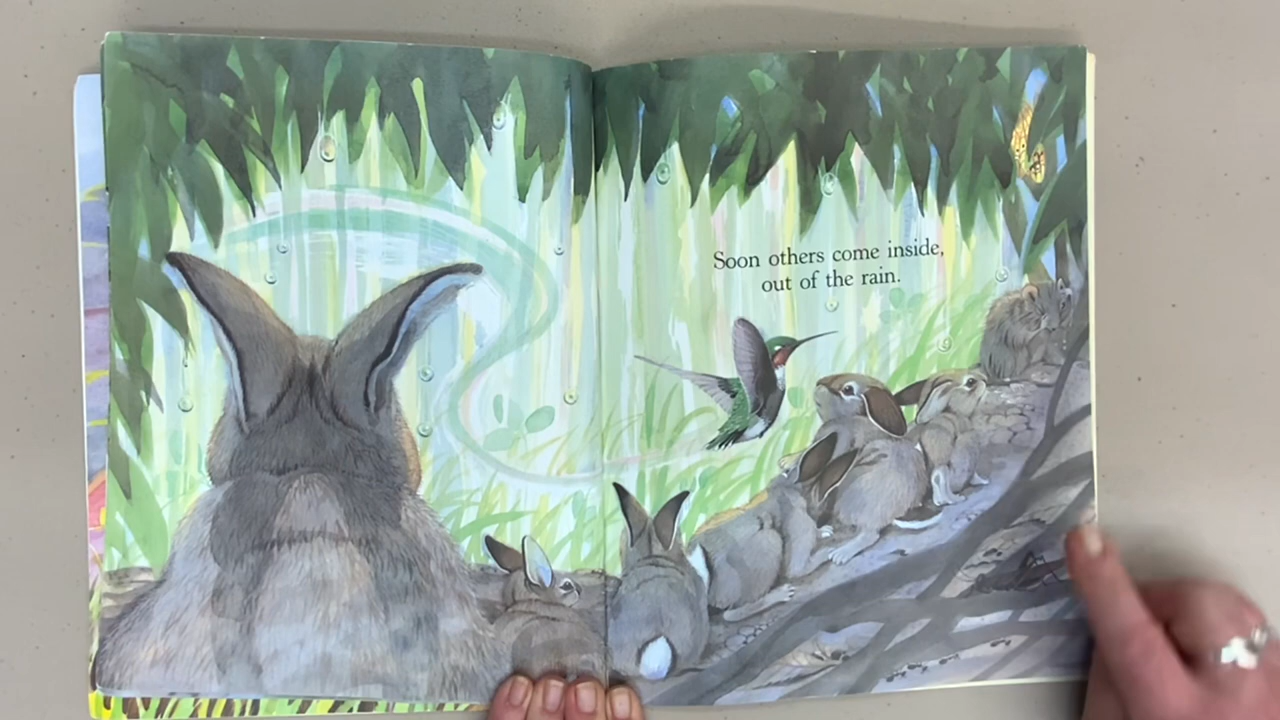 Soon others come inside,
out of the rain.